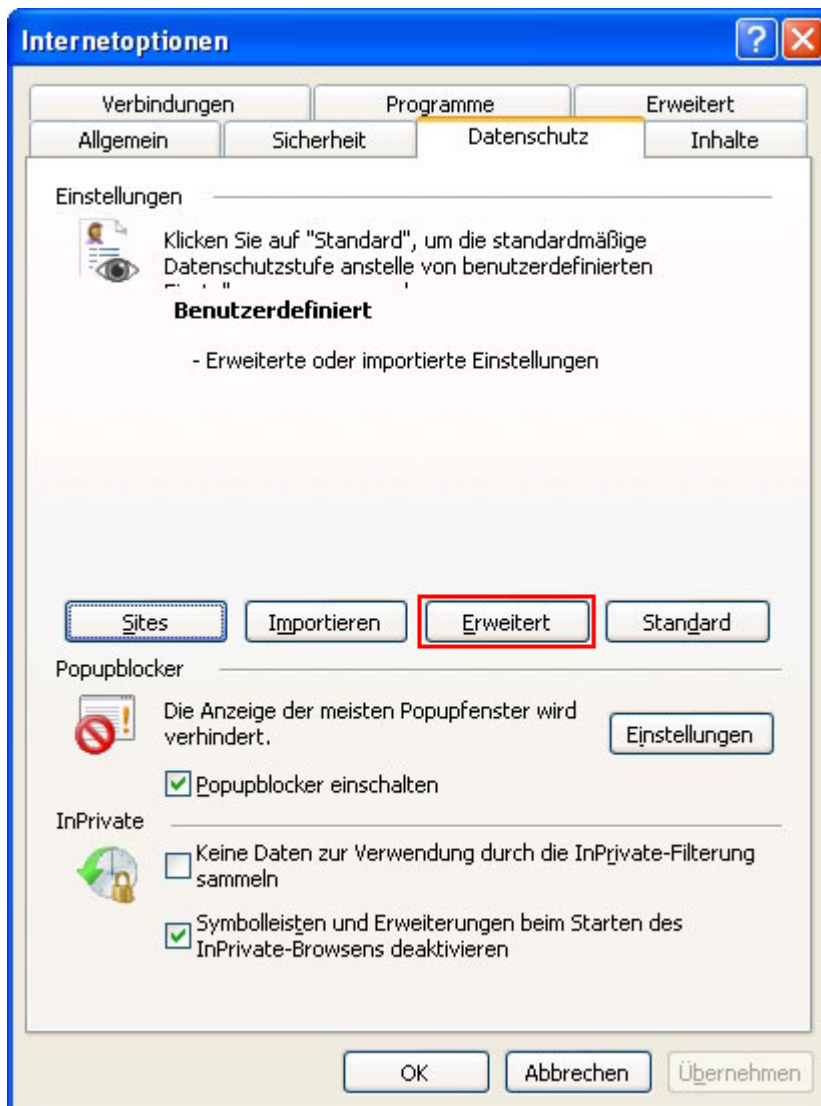 Internetoptionen
Verbindungen Programme Erweitert
Allgemein Sicherheit Datenschutz Inhalte
Einstellungen
Klicken Sie auf "Standard", um die standardmäßige
Datenschutzstufe anstelle von benutzerdefinierten
Benutzerdefiniert
- Erweiterte oder importierte Einstellungen
Sites Importieren Erweitert Standard
Popupblocker
Die Anzeige der meisten Popupfenster wird
verhindert.
Einstellungen
Popupblocker einschalten
InPrivate
Keine Daten zur Verwendung durch die InPrivate-Filterung
sammeln
Symbolleisten und Erweiterungen beim Starten des
InPrivate-Browsens deaktivieren
OK Abbrechen Übernehmen